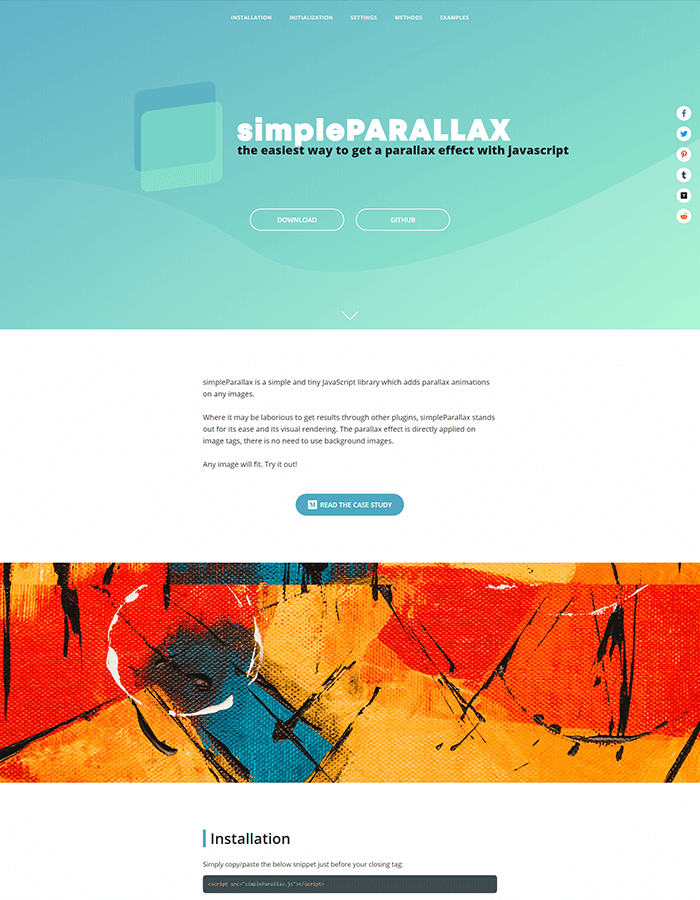 INSTALLATION INITIALIZATION SETTINGS METHODS EXAMPLES
simplePARALLAX
the easiest way to get a parallax effect with javascript
DOWNLOAD GITHUB
simpleParallax is a simple and tiny JavaScript library which adds parallax animations
on any images.
Where it may be laborious to get results through other plugins, simpleParallax stands
out for its ease and its visual rendering. The parallax effect is directly applied on
image tags, there is no need to use background images.
Any image will fit. Try it out!
READ THE CASE STUDY
Installation
Simply copy/paste the below snippet just before your closing tag:
<script src="simpleParallax.js"></script>